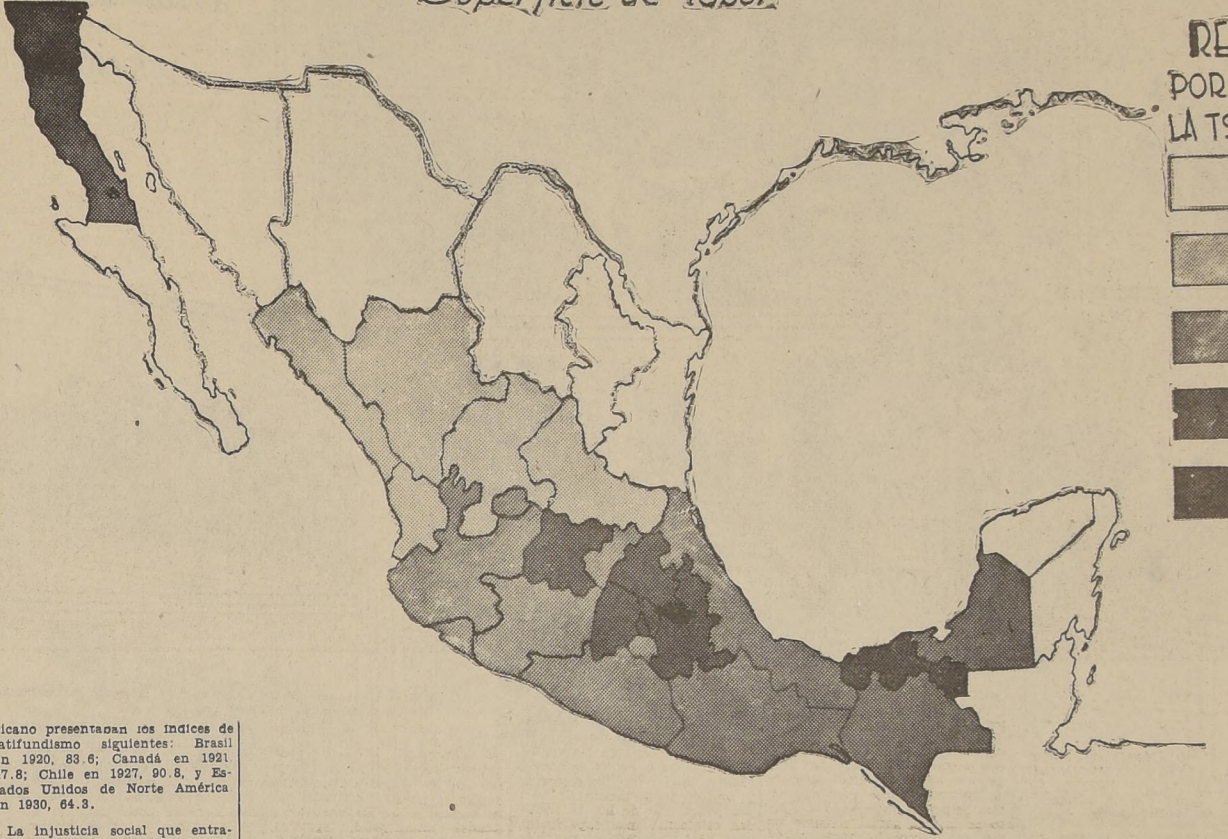 Superficie de labor
RE
POR
LA TS
icano presentaban los índices de
atifundismo siguientes: Brasil
n 1920, 83.6; Canadá en 1921
7.8; Chile en 1927, 90.8, y Es-
ados Unidos de Norte América
n 1930, 64.3.
La injusticia social que entra-